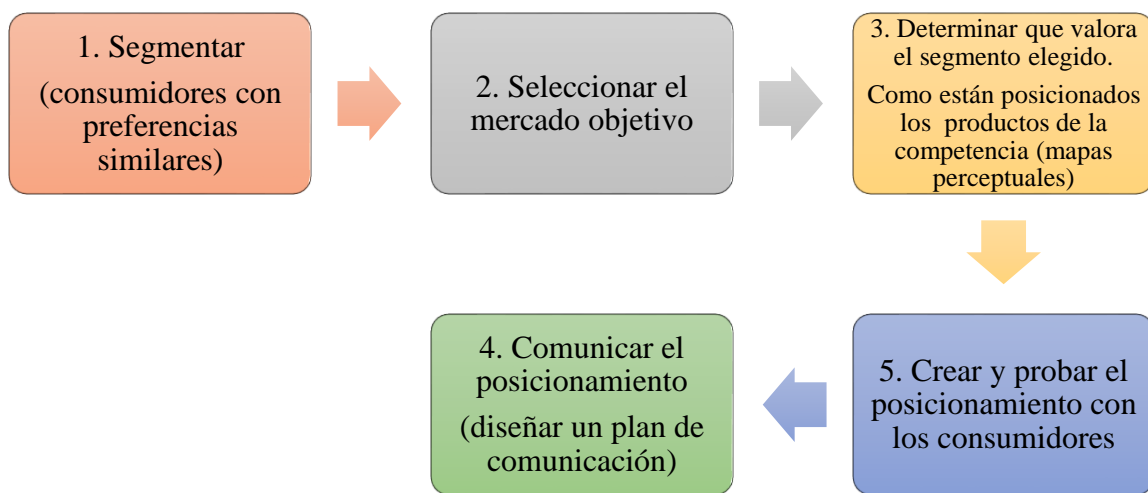 1. Segmentar
(consumidores con
preferencias
similares)
2. Seleccionar el
mercado objetivo
3. Determinar que valora
el segmento elegido.
Como están posicionados
los productos de la
competencia (mapas
perceptuales)
4. Comunicar el
posicionamiento
(diseñar un plan de
comunicación)
5. Crear y probar el
posicionamiento con
los consumidores